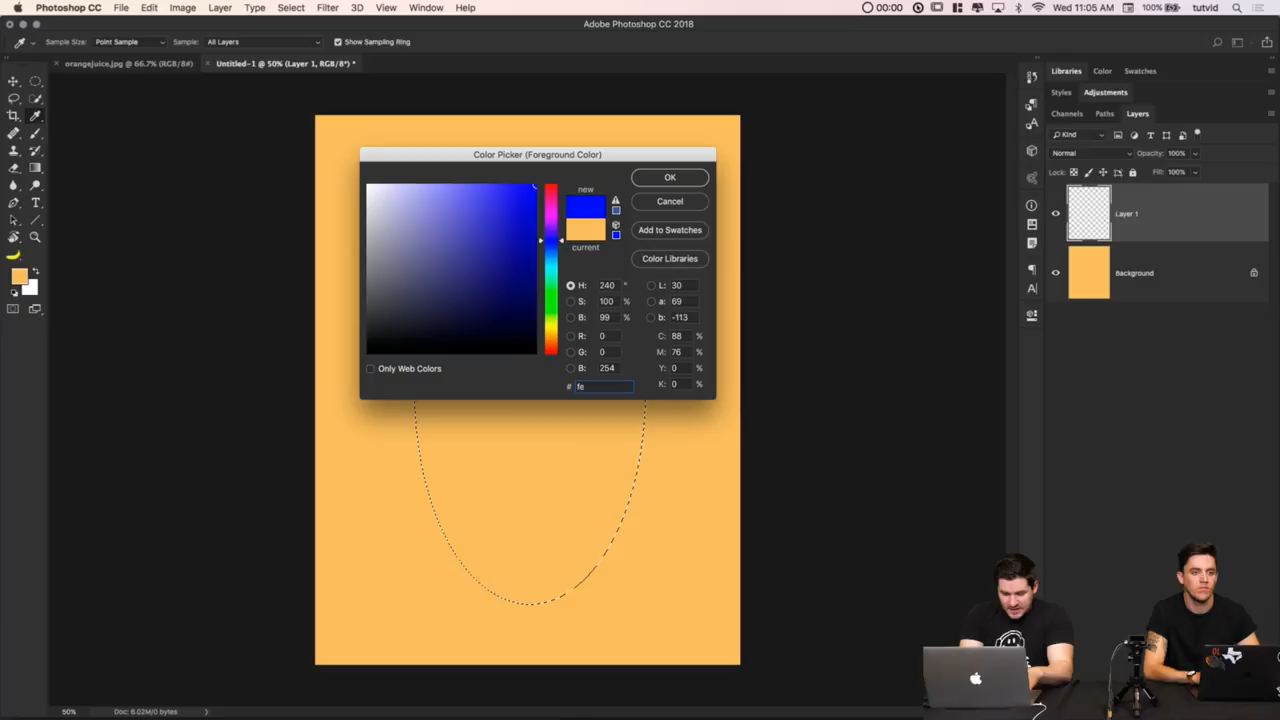 Photoshop CC File Edit Image Layer Type Select Filter 3D View Window Help 00:00 100% Wed 11:05 AM tutvid
Adobe Photoshop CC 2018
Sample Size: Point Sample Sample: All Layers Show Sampling Ring
× orangejuice.jpg @ 66.7% (RGB/8#) × Untitled-1 @ 50% (Layer 1, RGB/8*) *
Libraries Color Swatches
Styles Adjustments
Channels Paths Layers
Kind
Normal Opacity: 100%
Lock: Fill: 100%
Layer 1
Background
Color Picker (Foreground Color)
new
current
OK
Cancel
Add to Swatches
Color Libraries
H: 240 ° L: 30
S: 100 % a: 69
B: 99 % b: -113
R: 0 C: 88 %
G: 0 M: 76 %
B: 254 Y: 0 %
# fe K: 0 %
Only Web Colors
50% Doc: 6.02M/0 bytes